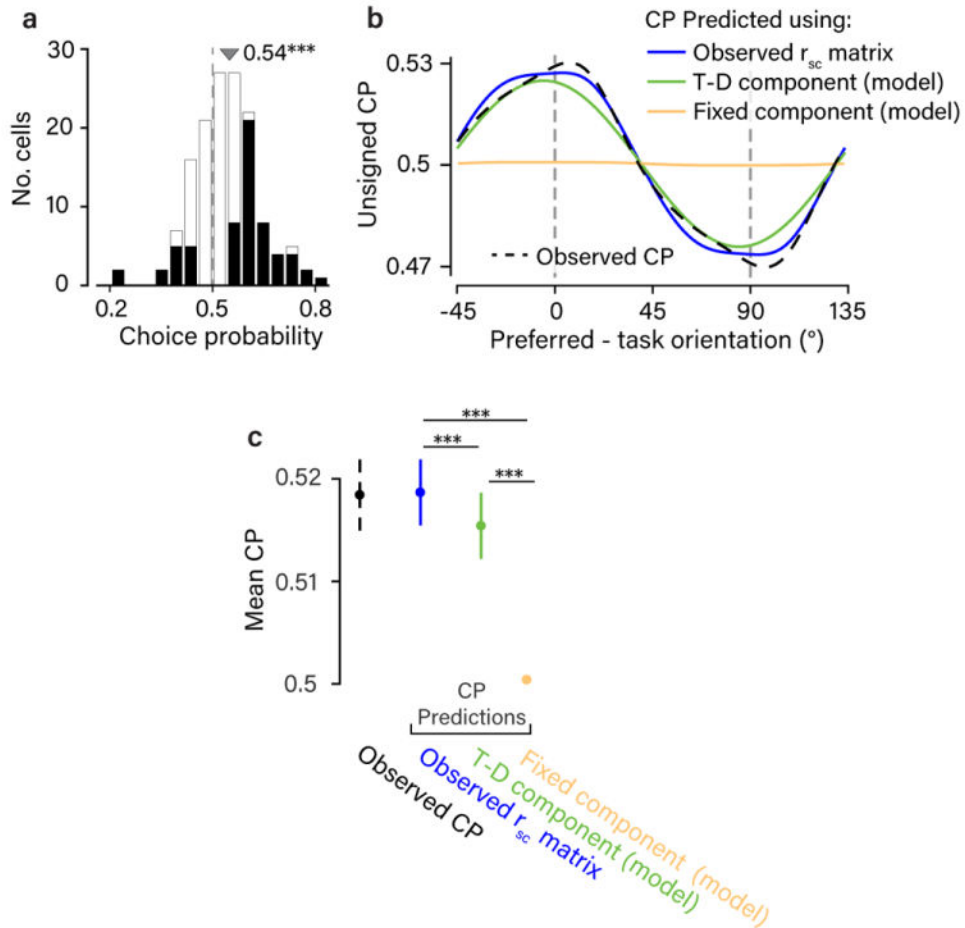 a
30
20
10
0
No. cells
0.54***
0.2
0.5
0.8
Choice probability
b
CP Predicted using:
Observed rsc matrix
T-D component (model)
Fixed component (model)
0.53
0.5
0.47
Unsigned CP
Observed CP
-45
0
45
90
135
Preferred - task orientation (°)
c
***
***
***
0.52
0.51
0.5
Mean CP
CP
Predictions
Observed CP
Observed rsc matrix
T-D component (model)
Fixed component (model)